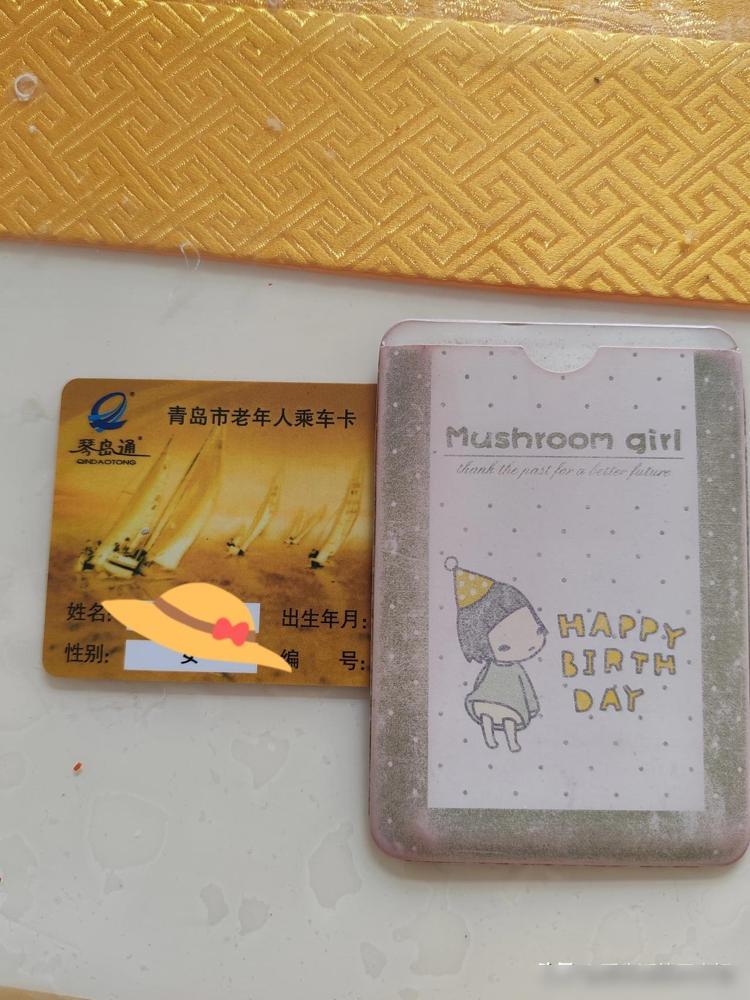 青岛市老年人乘车卡
琴岛通
QINDAOTONG
姓名:
出生年月:
性别:
编 号:
Mushroom girl
thank the past for a better future
HAPPY
BIRTH
DAY